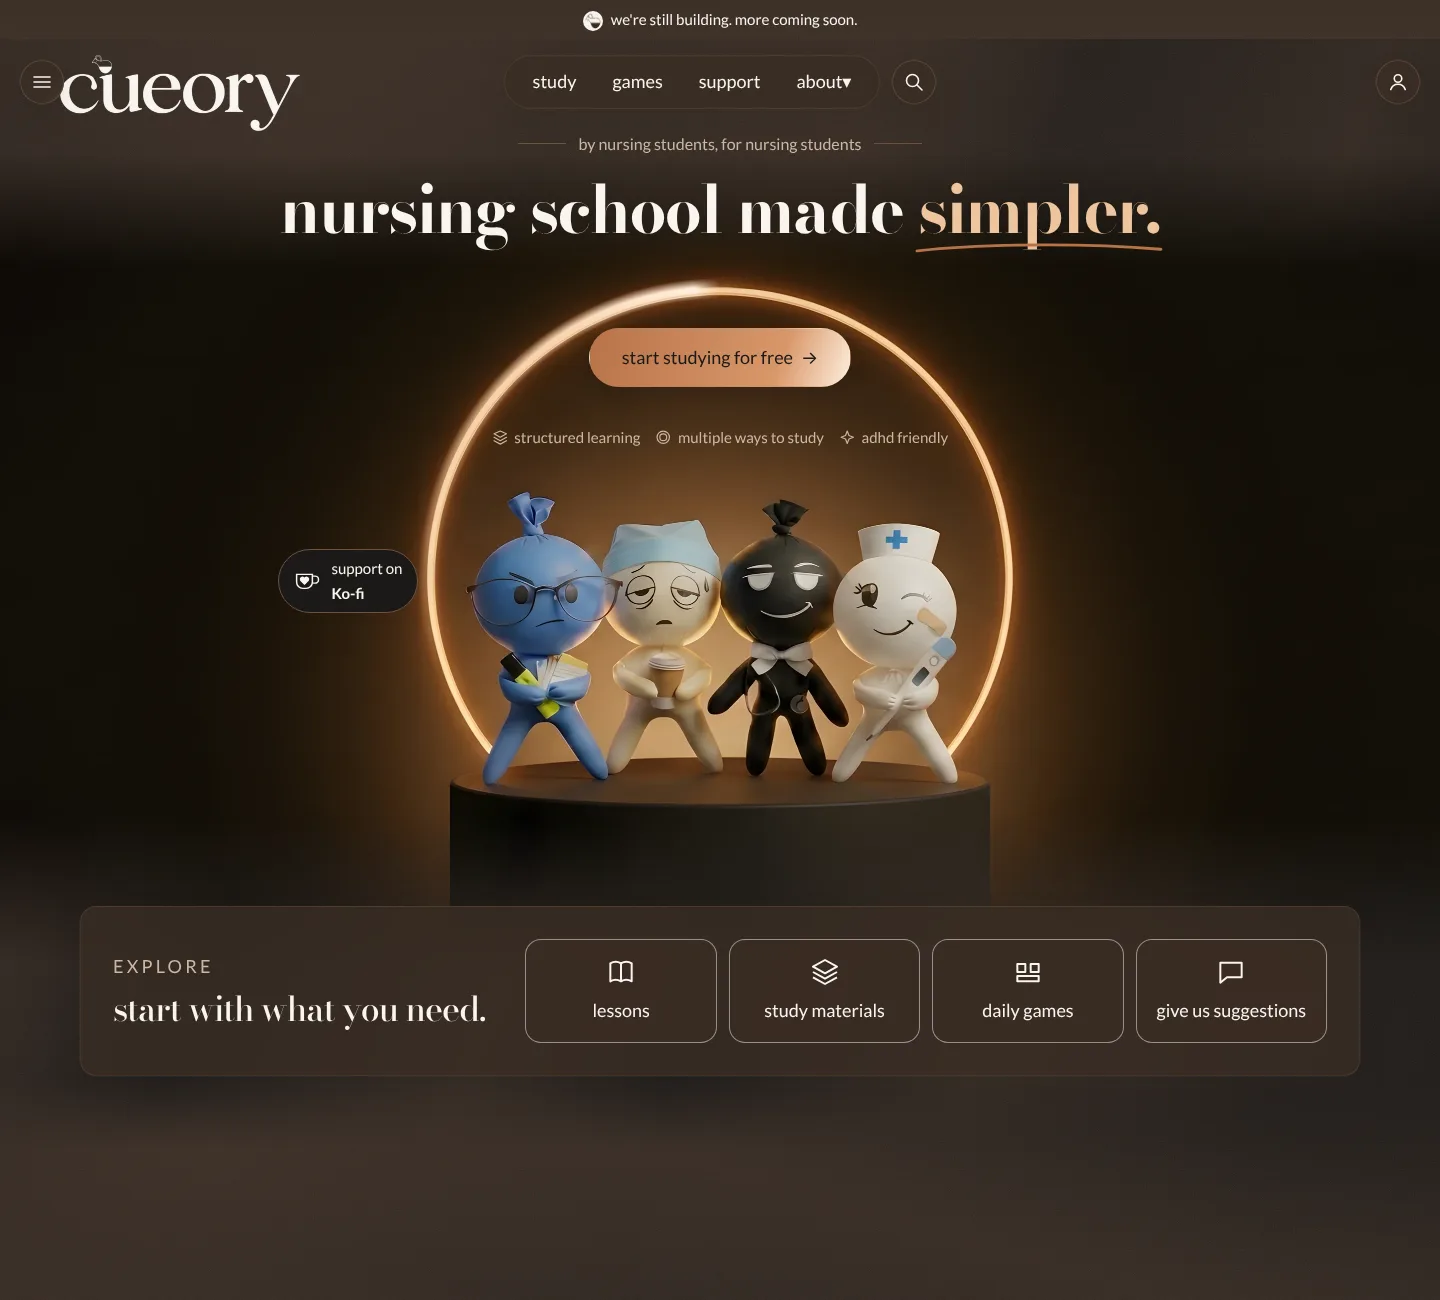 we're still building. more coming soon.
cueory
study games support about▾
by nursing students, for nursing students
nursing school made simpler.
start studying for free →
structured learning multiple ways to study adhd friendly
support on
Ko-fi
EXPLORE
start with what you need.
lessons
study materials
daily games
give us suggestions